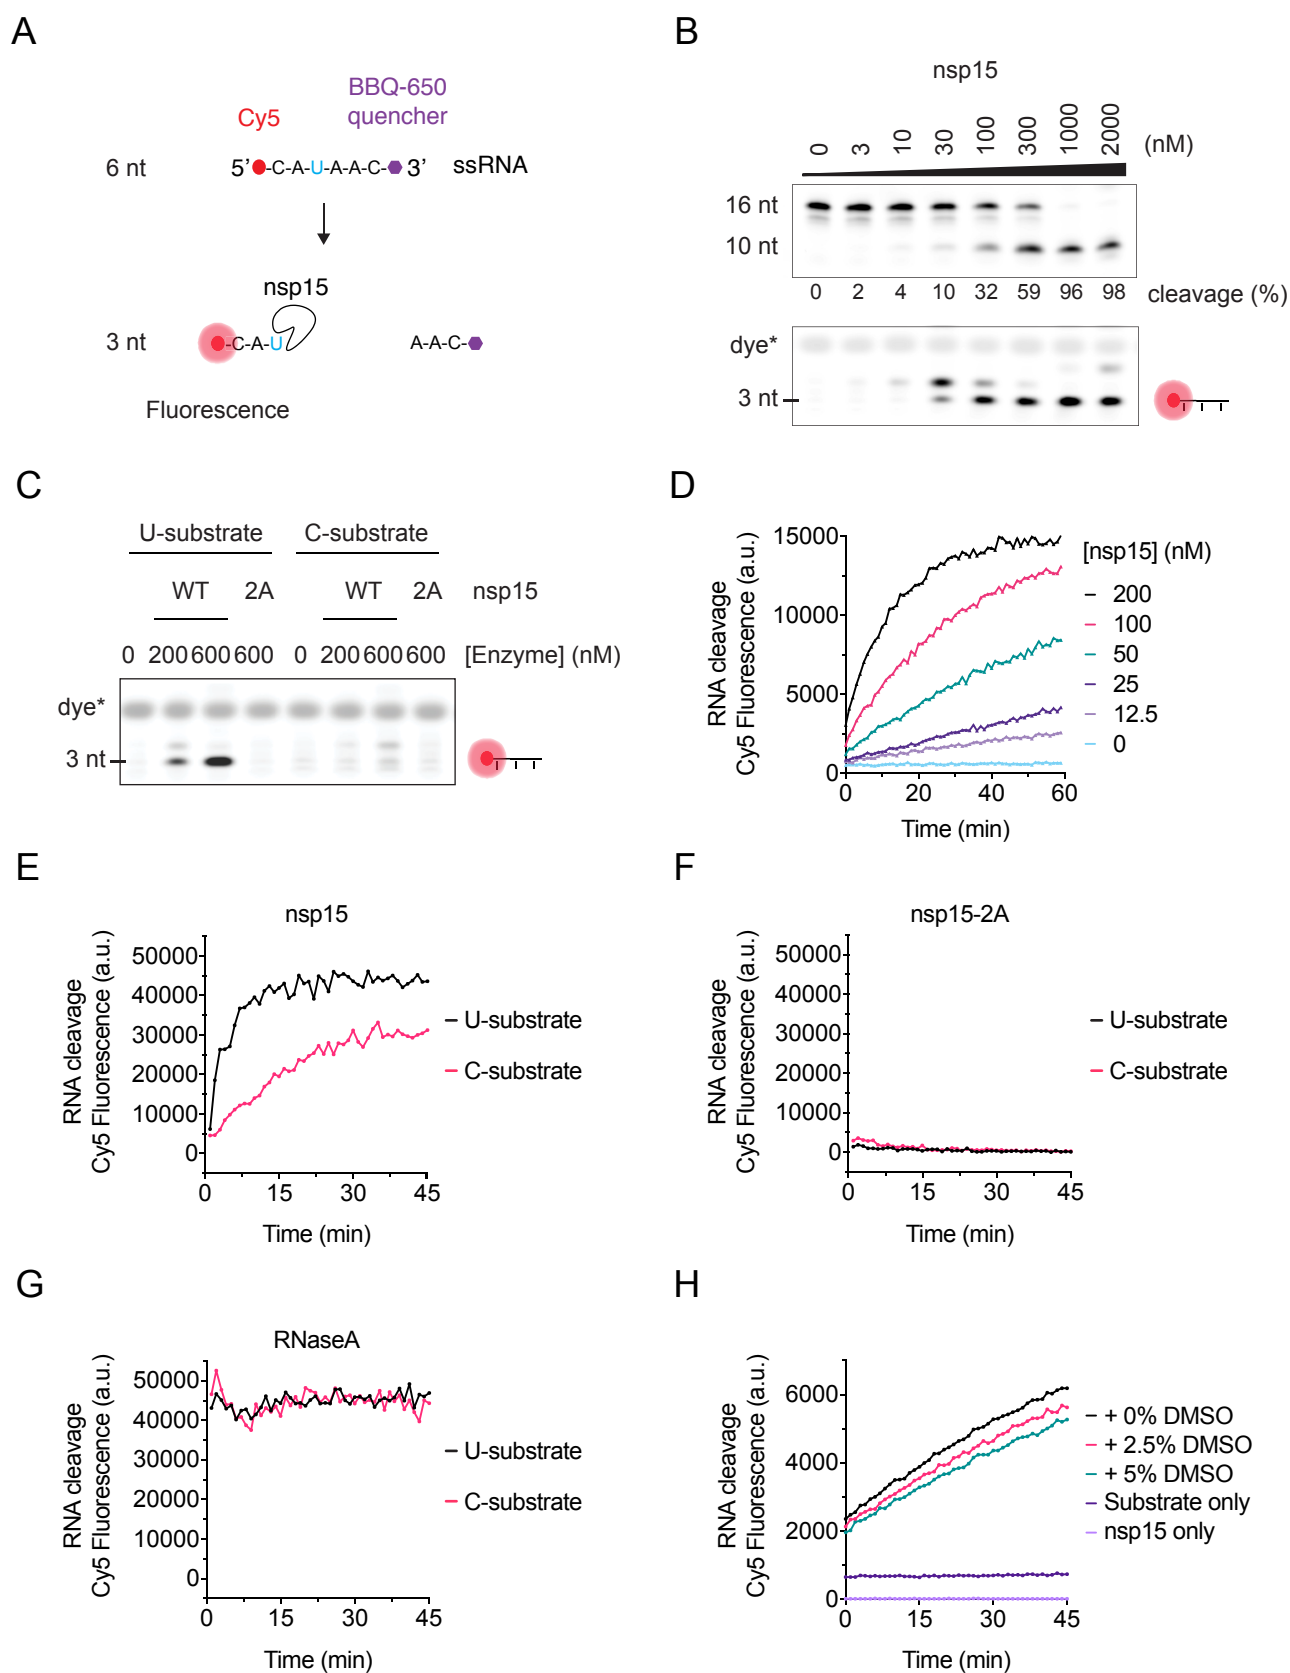 A
BBQ-650
quencher
Cy5
6 nt
5’-C-A-U-A-A-C-3’
ssRNA
nsp15
3 nt
-C-A-U
A-A-C-
Fluorescence
B
nsp15
0 3 10 30 100 300 1000 2000 (nM)
16 nt
10 nt
0 2 4 10 32 59 96 98 cleavage (%)
dye*
3 nt
C
U-substrate C-substrate
WT 2A WT 2A nsp15
0 200 600 600 0 200 600 600 [Enzyme] (nM)
dye*
3 nt
D
RNA cleavage
Cy5 Fluorescence (a.u.)
15000
10000
5000
0
0 20 40 60
Time (min)
[nsp15] (nM)
200
100
50
25
12.5
0
E
nsp15
RNA cleavage
Cy5 Fluorescence (a.u.)
50000
40000
30000
20000
10000
0
0 15 30 45
Time (min)
U-substrate
C-substrate
F
nsp15-2A
RNA cleavage
Cy5 Fluorescence (a.u.)
50000
40000
30000
20000
10000
0
0 15 30 45
Time (min)
U-substrate
C-substrate
G
RNaseA
RNA cleavage
Cy5 Fluorescence (a.u.)
50000
40000
30000
20000
10000
0
0 15 30 45
Time (min)
U-substrate
C-substrate
H
RNA cleavage
Cy5 Fluorescence (a.u.)
6000
4000
2000
0
0 15 30 45
Time (min)
+ 0% DMSO
+ 2.5% DMSO
+ 5% DMSO
Substrate only
nsp15 only